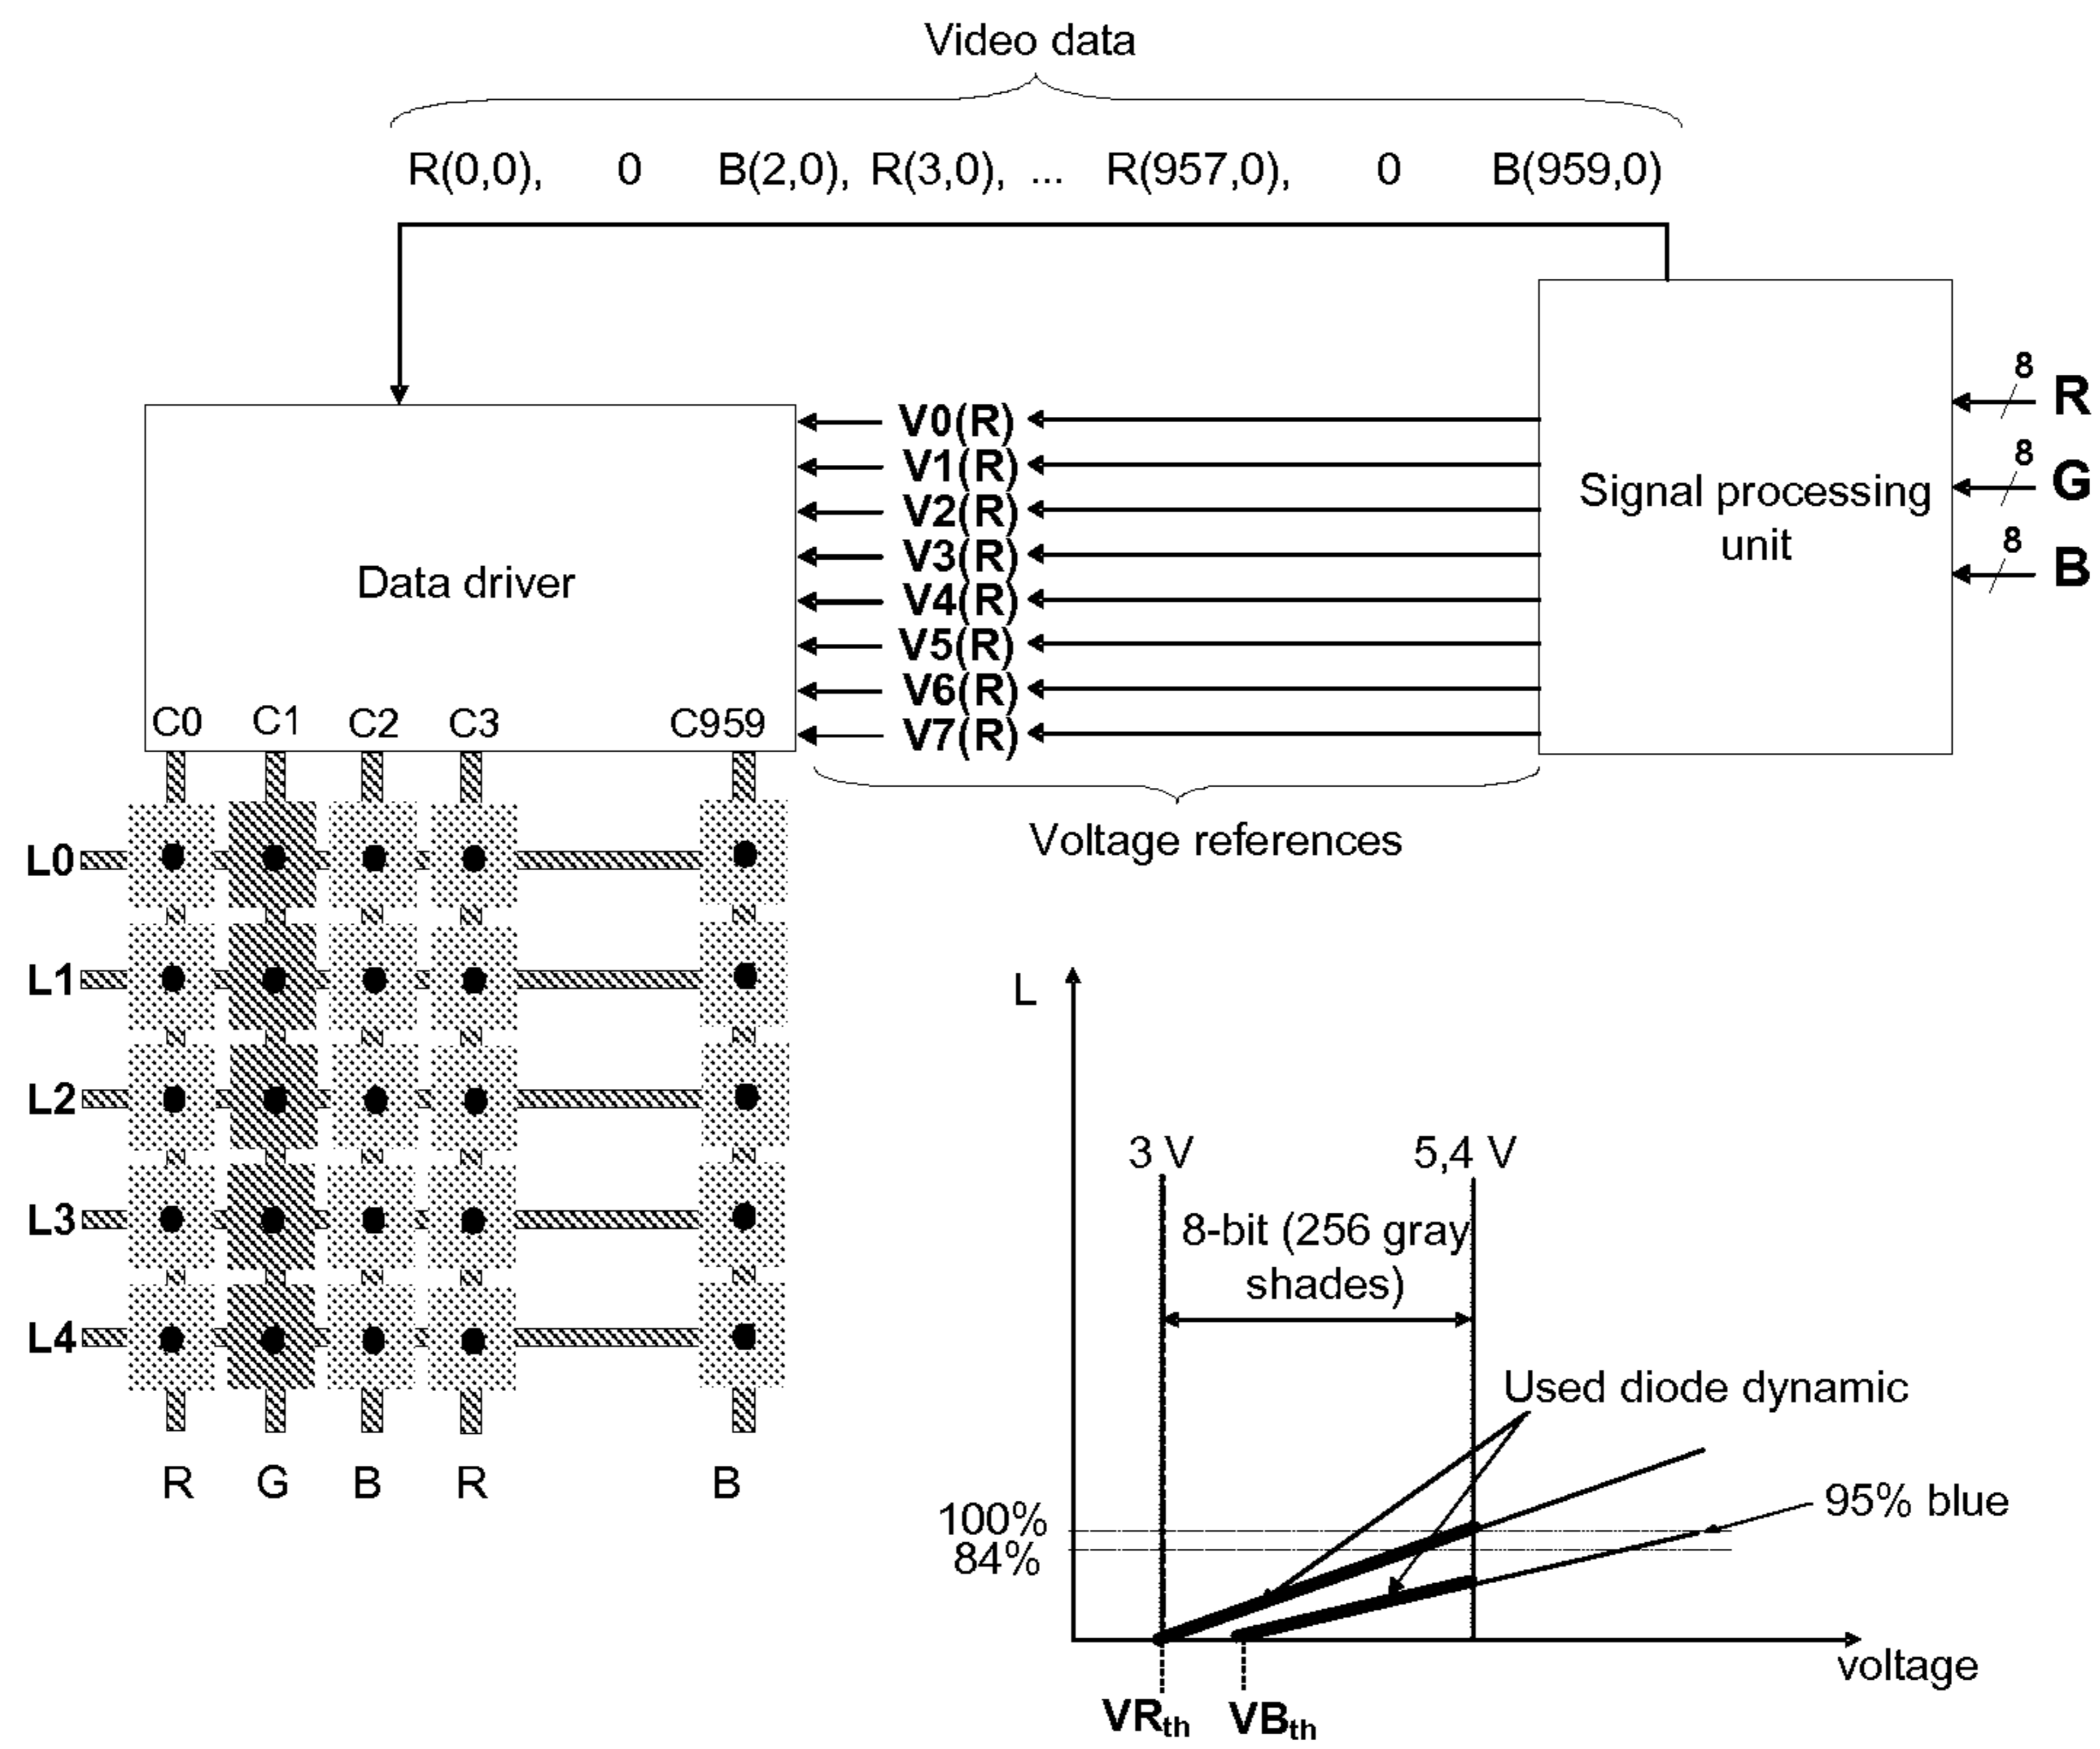 Video data
R(0,0), 0 B(2,0), R(3,0), ... R(957,0), 0 B(959,0)
8 R
8 G
8 B
Signal processing
unit
V0(R)
V1(R)
V2(R)
V3(R)
V4(R)
V5(R)
V6(R)
V7(R)
Data driver
C0 C1 C2 C3 C959
Voltage references
L0
L1
L2
L3
L4
R G B R B
L
3 V 5,4 V
8-bit (256 gray
shades)
Used diode dynamic
95% blue
100%
84%
voltage
VRth VBth